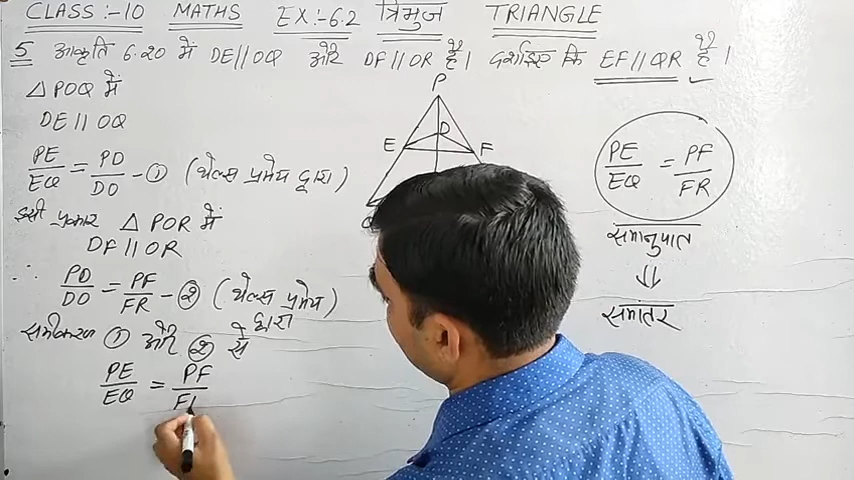 CLASS :- 10 MATHS EX :- 6.2 त्रिभुज TRIANGLE
5 आकृति 6.20 में DE || OQ और DF || OR है। दर्शाइए कि EF || QR है।
△ POQ में
DE || OQ
PE/EQ = PD/DO - ① (थेल्स प्रमेय द्वारा)
इसी प्रकार △ POR में
DF || OR
∴ PD/DO = PF/FR - ② (थेल्स प्रमेय द्वारा)
समीकरण ① और ② से
PE/EQ = PF/F
P
D
E
F
PE/EQ = PF/FR
समानुपात
⇓
समांतर